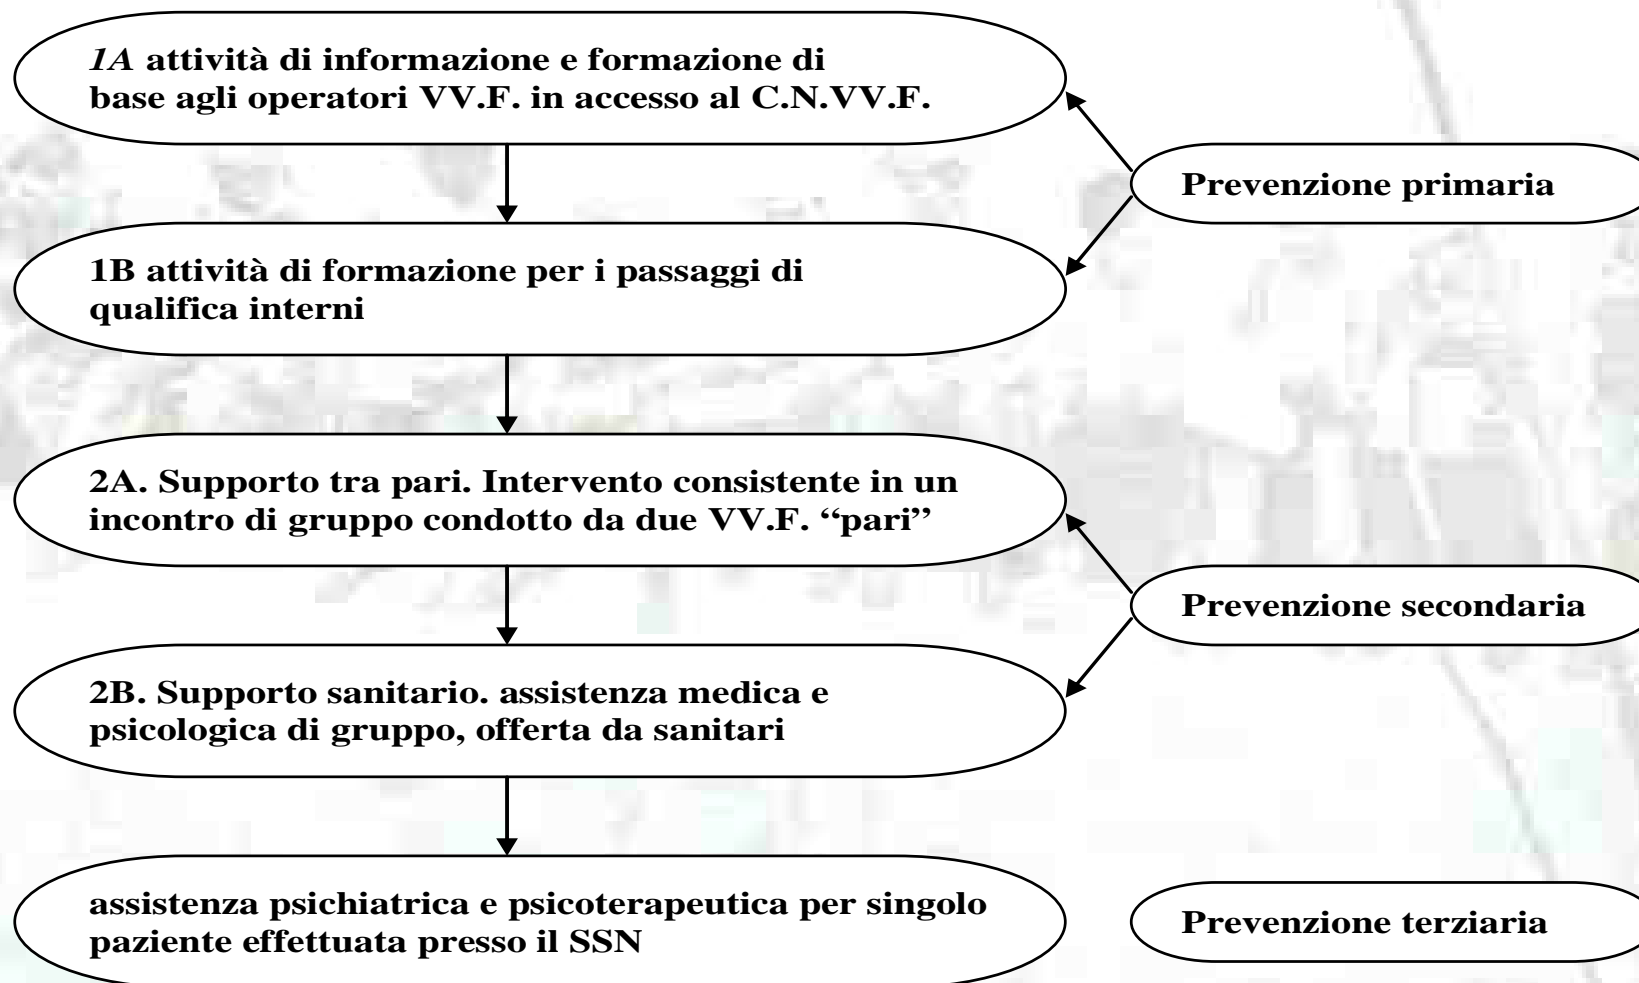 1A attività di informazione e formazione di
base agli operatori VV.F. in accesso al C.N.VV.F.
Prevenzione primaria
1B attività di formazione per i passaggi di
qualifica interni
2A. Supporto tra pari. Intervento consistente in un
incontro di gruppo condotto da due VV.F. “pari”
Prevenzione secondaria
2B. Supporto sanitario. assistenza medica e
psicologica di gruppo, offerta da sanitari
assistenza psichiatrica e psicoterapeutica per singolo
paziente effettuata presso il SSN
Prevenzione terziaria